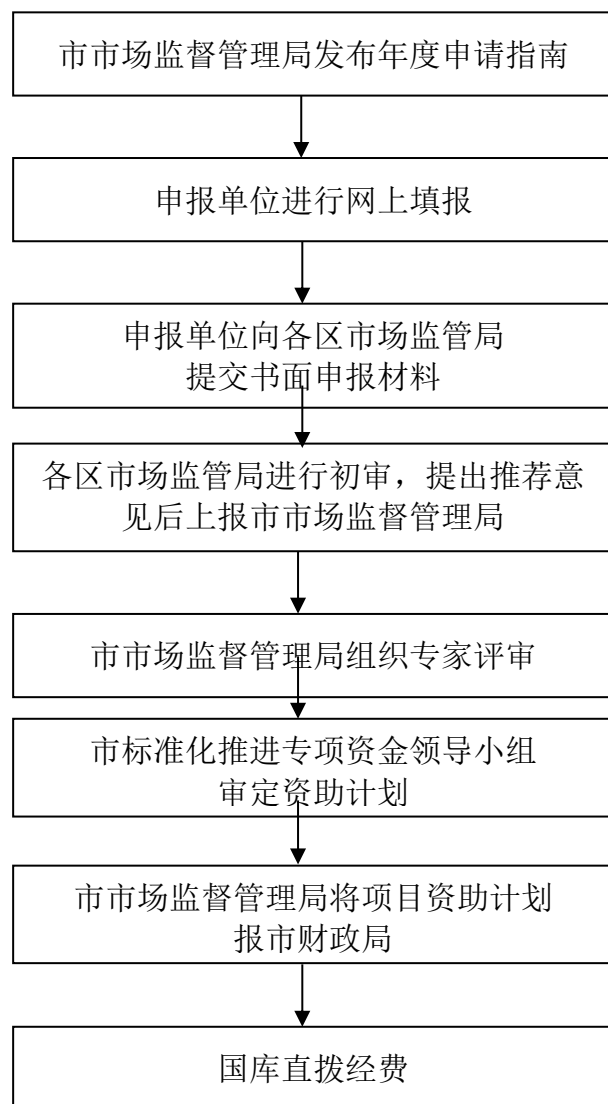 市市场监督管理局发布年度申请指南
申报单位进行网上填报
申报单位向各区市场监管局
提交书面申报材料
各区市场监管局进行初审，提出推荐意
见后上报市市场监督管理局
市市场监督管理局组织专家评审
市标准化推进专项资金领导小组
审定资助计划
市市场监督管理局将项目资助计划
报市财政局
国库直拨经费